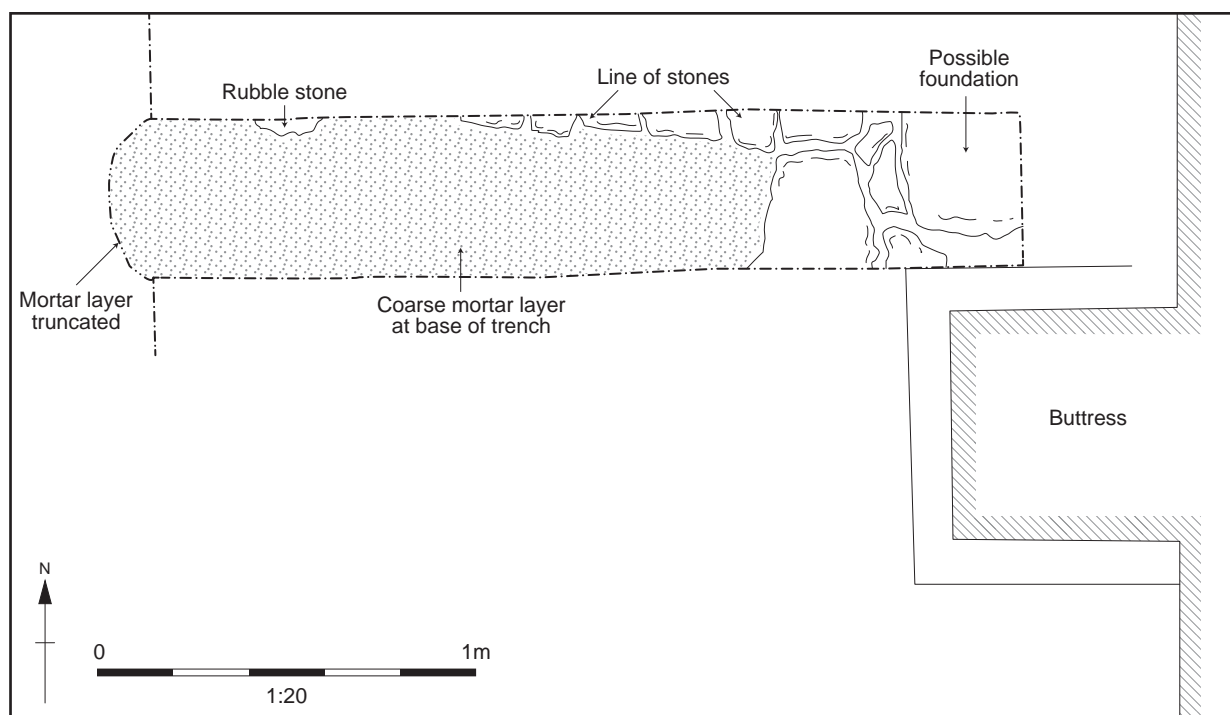 Possible
foundation
Line of stones
Rubble stone
Mortar layer
truncated
Coarse mortar layer
at base of trench
Buttress
N
0 1m
1:20